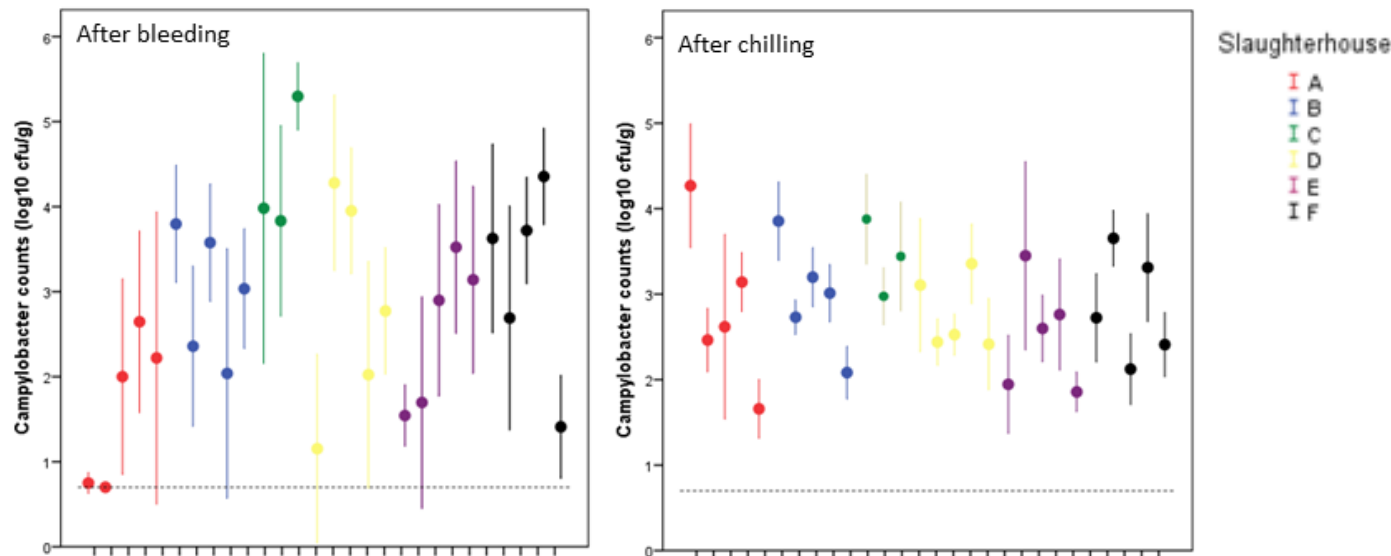 After bleeding
Campylobacter counts (log10 cfu/g)
6
5
4
3
2
1
0
After chilling
Campylobacter counts (log10 cfu/g)
6
5
4
3
2
1
0
Slaughterhouse
A
B
C
D
E
F